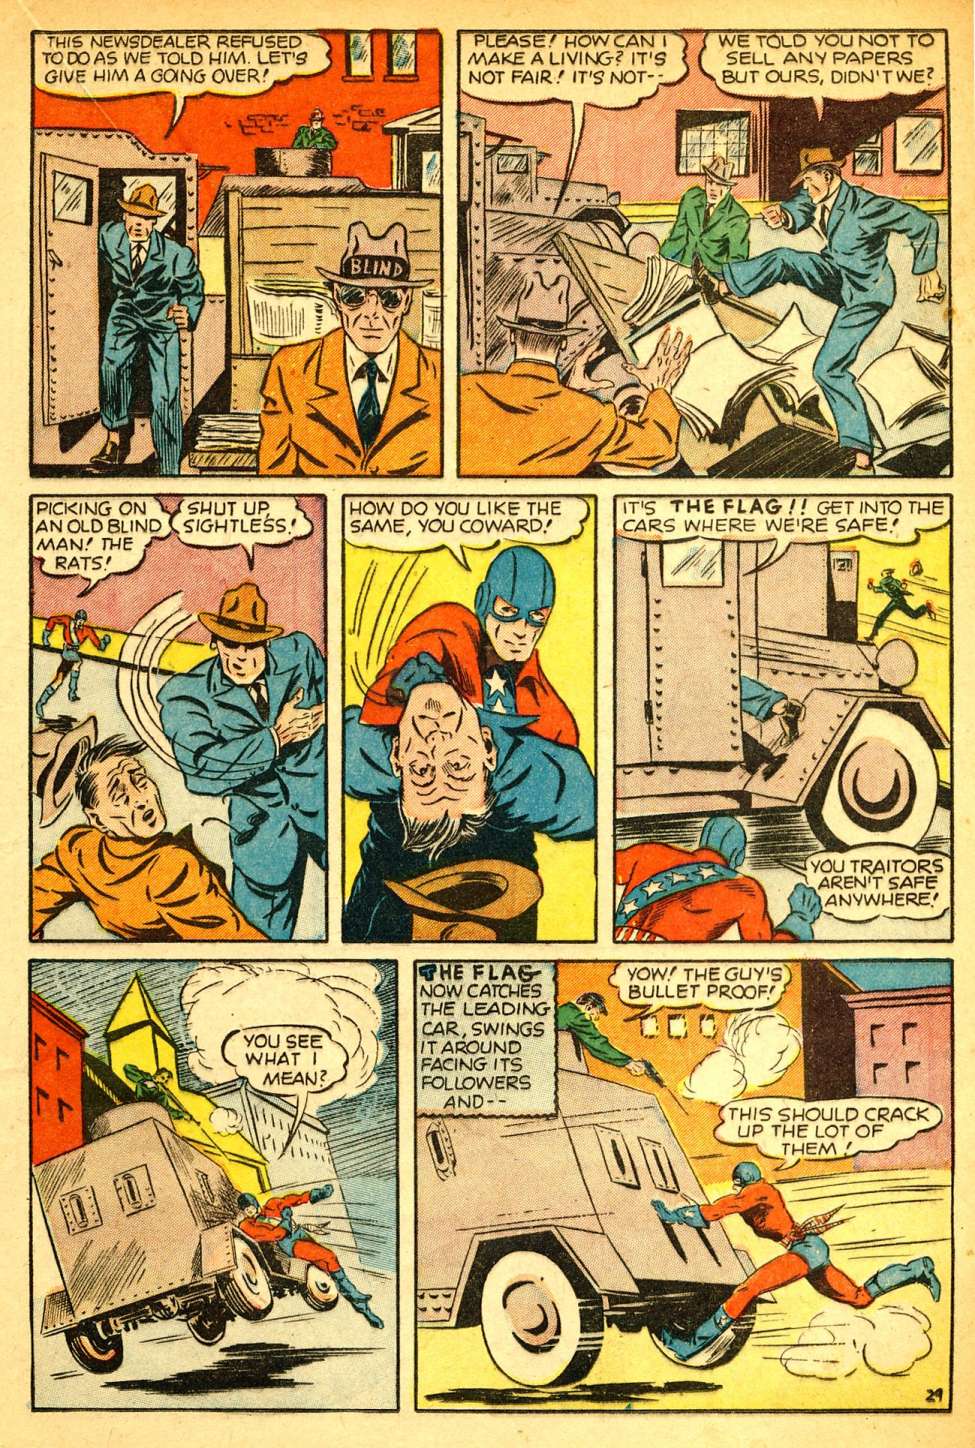 THIS NEWSDEALER REFUSED
TO DO AS WE TOLD HIM. LET'S
GIVE HIM A GOING OVER!
BLIND
PLEASE! HOW CAN I
MAKE A LIVING? IT'S
NOT FAIR! IT'S NOT--
WE TOLD YOU NOT TO
SELL ANY PAPERS
BUT OURS, DIDN'T WE?
PICKING ON
AN OLD BLIND
MAN! THE
RATS!
SHUT UP,
SIGHTLESS!
HOW DO YOU LIKE THE
SAME, YOU COWARD!
IT'S THE FLAG!! GET INTO THE
CARS WHERE WE'RE SAFE!
YOU TRAITORS
AREN'T SAFE
ANYWHERE!
YOU SEE
WHAT I
MEAN?
THE FLAG
NOW CATCHES
THE LEADING
CAR, SWINGS
IT AROUND
FACING ITS
FOLLOWERS
AND--
YOW! THE GUY'S
BULLET PROOF!
THIS SHOULD CRACK
UP THE LOT OF
THEM!
29